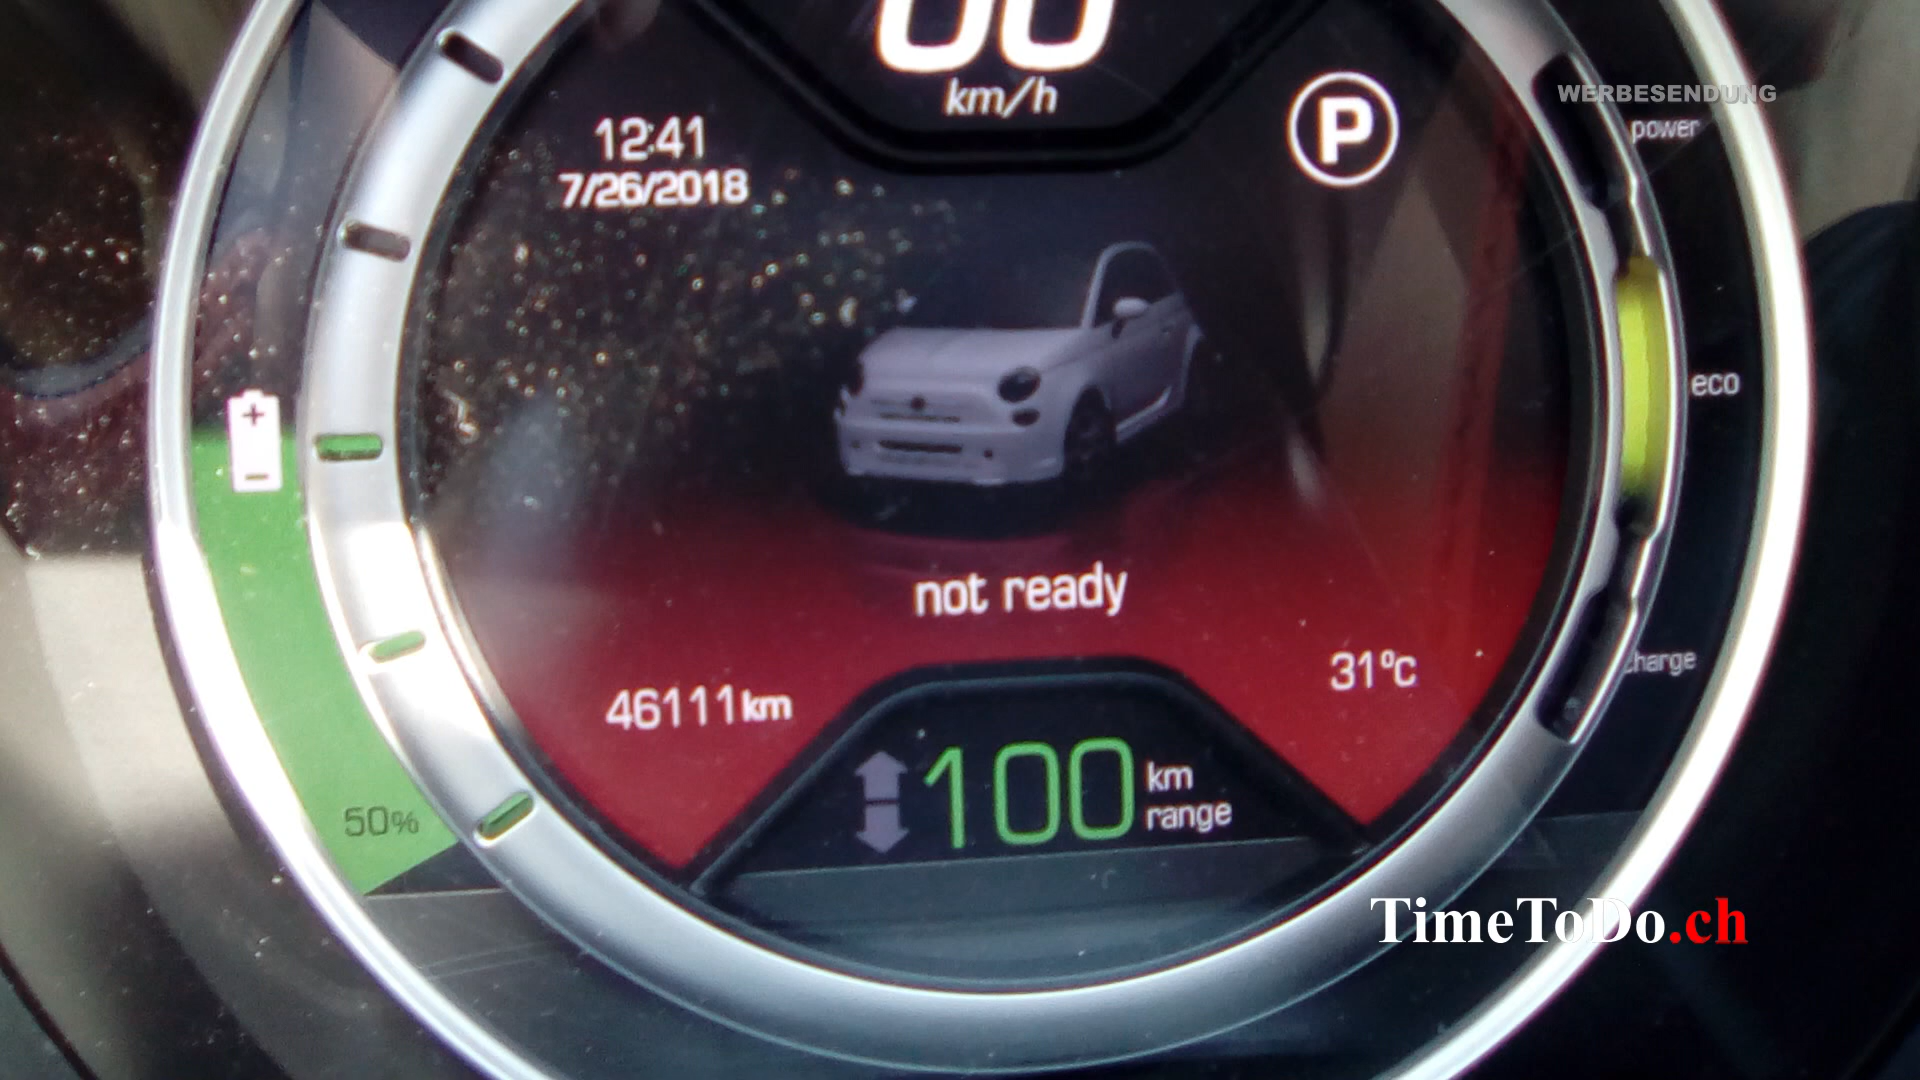 00
km/h
WERBESENDUNG
12:41
7/26/2018
P
power
eco
not ready
46111km
31°C
charge
100 km
range
50%
TimeToDo.ch